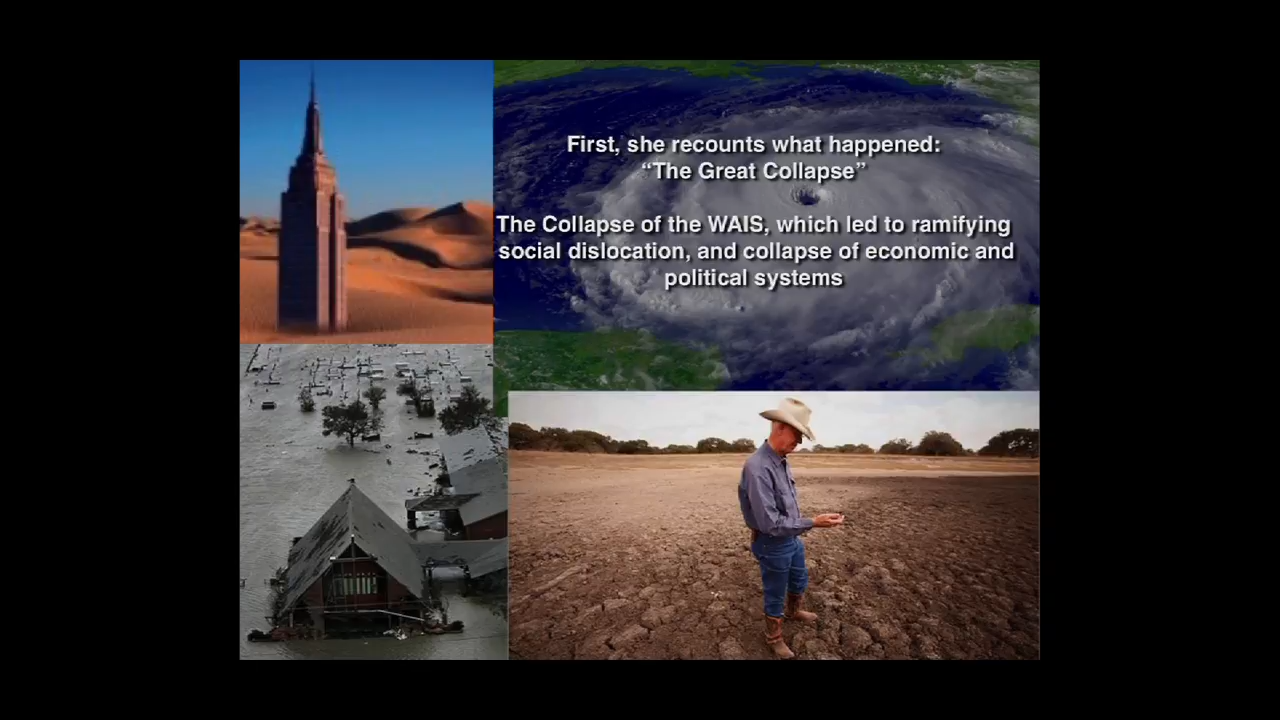 First, she recounts what happened:
“The Great Collapse”
The Collapse of the WAIS, which led to ramifying
social dislocation, and collapse of economic and
political systems